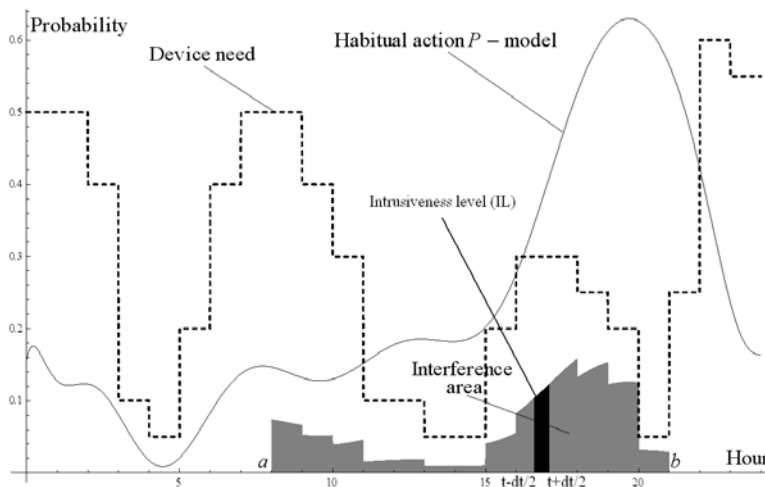 Probability
0.6
Habitual action P – model
Device need
0.5
0.4
Intrusiveness level (IL)
0.3
0.2
Interference
area
0.1
a
b
Hour
5
10
15
20
t-dt/2
t+dt/2